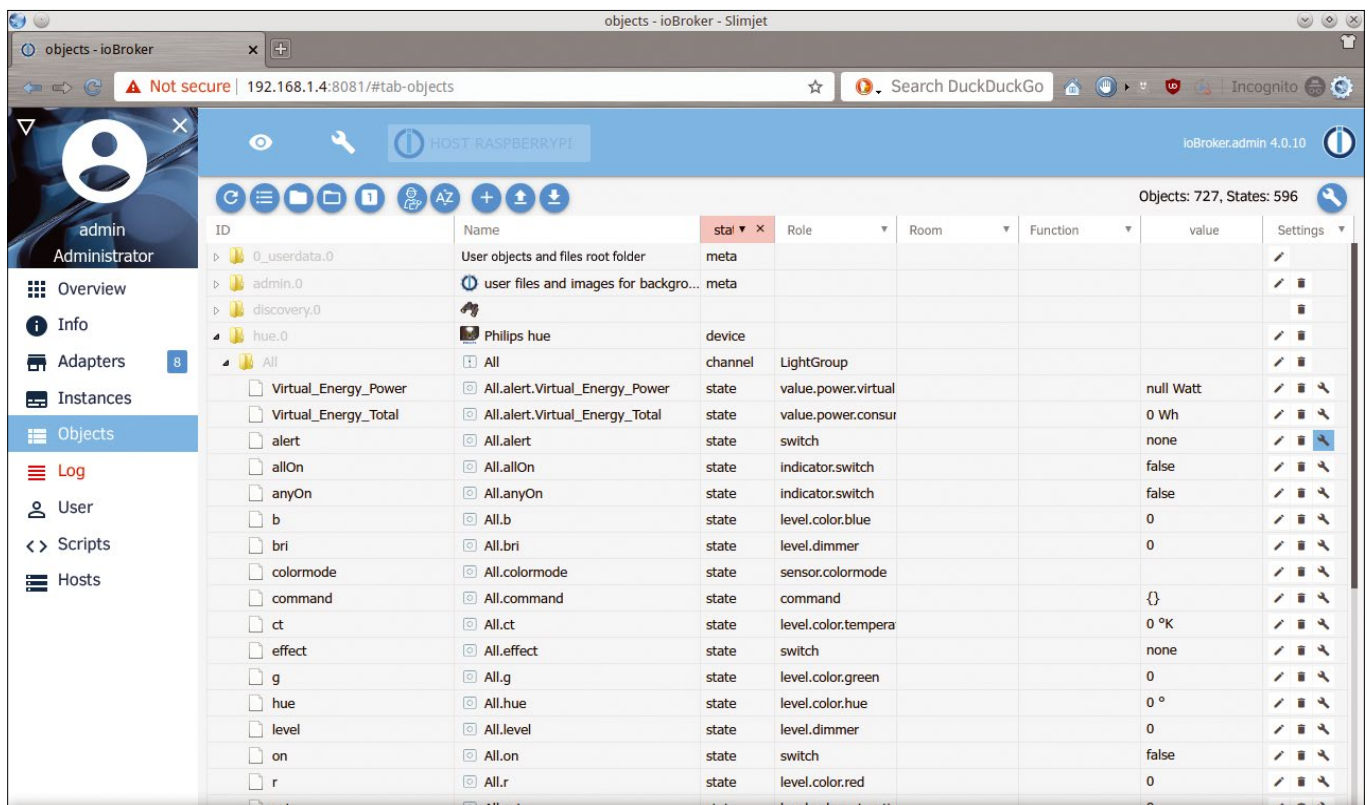 objects - ioBroker - Slimjet
objects - ioBroker
Not secure 192.168.1.4:8081/#tab-objects Search DuckDuckGo Incognito
HOST RASPBERRYPI ioBroker.admin 4.0.10
admin
Administrator
Overview
Info
Adapters 8
Instances
Objects
Log
User
Scripts
Hosts
1 AZ Objects: 727, States: 596
ID Name stat Role Room Function value Settings
0_userdata.0 User objects and files root folder meta
admin.0 user files and images for backgro... meta
discovery.0
hue.0 Philips hue device
All All channel LightGroup
Virtual_Energy_Power All.alert.Virtual_Energy_Power state value.power.virtual null Watt
Virtual_Energy_Total All.alert.Virtual_Energy_Total state value.power.consur 0 Wh
alert All.alert state switch none
allOn All.allOn state indicator.switch false
anyOn All.anyOn state indicator.switch false
b All.b state level.color.blue 0
bri All.bri state level.dimmer 0
colormode All.colormode state sensor.colormode
command All.command state command {}
ct All.ct state level.color.tempera 0 °K
effect All.effect state switch none
g All.g state level.color.green 0
hue All.hue state level.color.hue 0 °
level All.level state level.dimmer 0
on All.on state switch false
r All.r state level.color.red 0